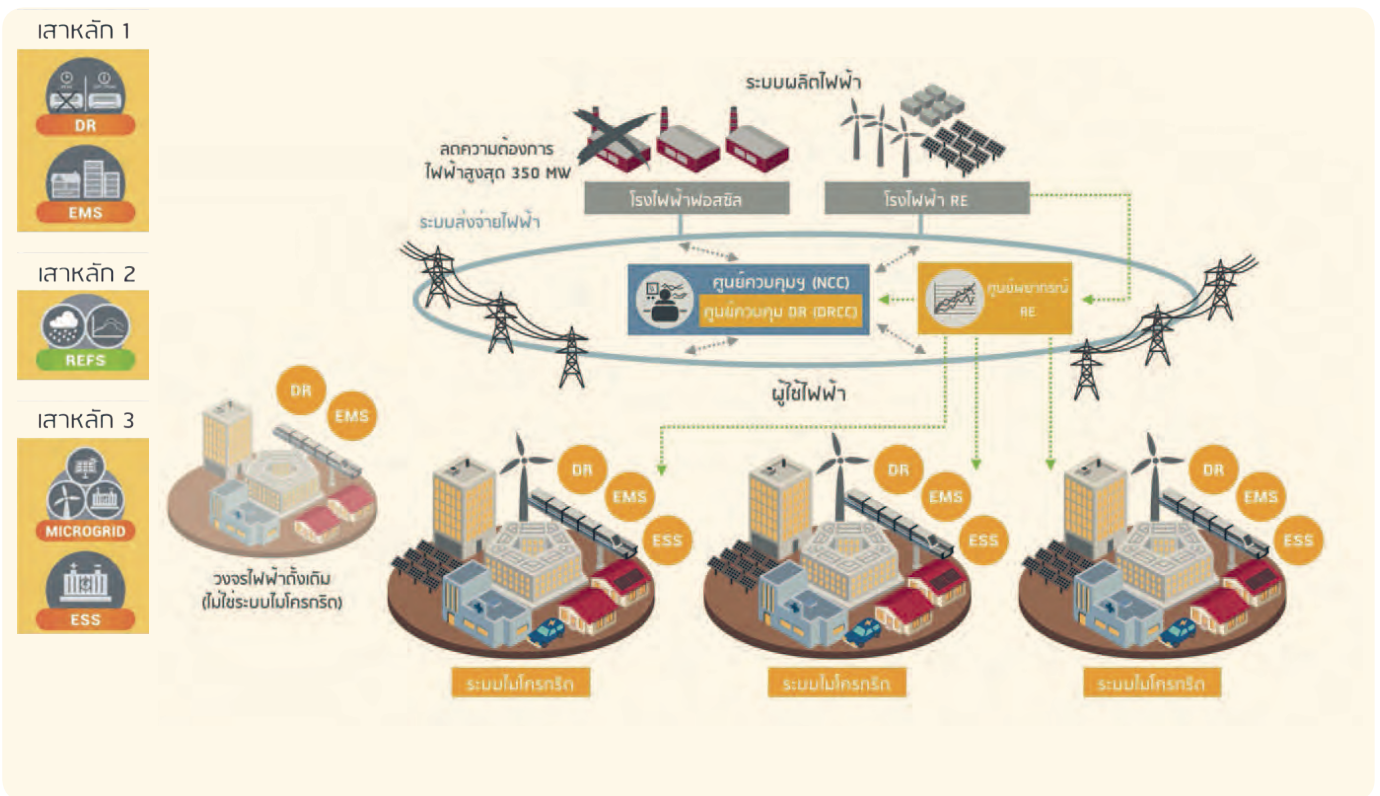 เสาหลัก 1
DR
EMS
เสาหลัก 2
REFS
เสาหลัก 3
MICROGRID
ESS
ระบบผลิตไฟฟ้า
ลดความต้องการ
ไฟฟ้าสูงสุด 350 MW
โรงไฟฟ้าฟอสซิล
โรงไฟฟ้า RE
ระบบส่งจ่ายไฟฟ้า
ศูนย์ควบคุมฯ (NCC)
ศูนย์ควบคุม DR (DRCC)
ศูนย์พยากรณ์
RE
ผู้ใช้ไฟฟ้า
DR
EMS
วงจรไฟฟ้าดั้งเดิม
(ไม่ใช่ระบบไมโครกริด)
DR
EMS
ESS
ระบบไมโครกริด
DR
EMS
ESS
ระบบไมโครกริด
DR
EMS
ESS
ระบบไมโครกริด